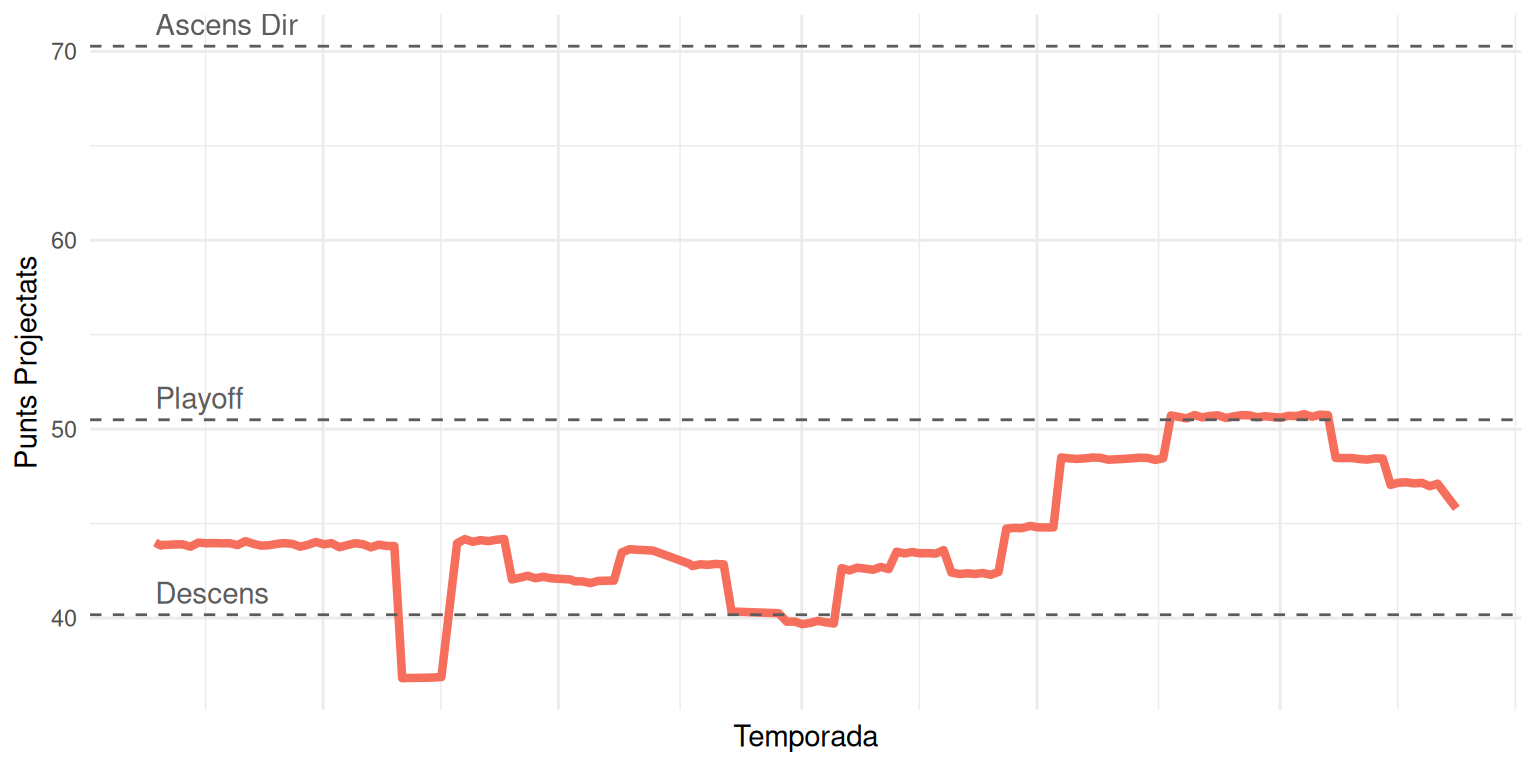 Ascens Dir
70
60
Punts Projectats
Playoff
50
Descens
40
Temporada